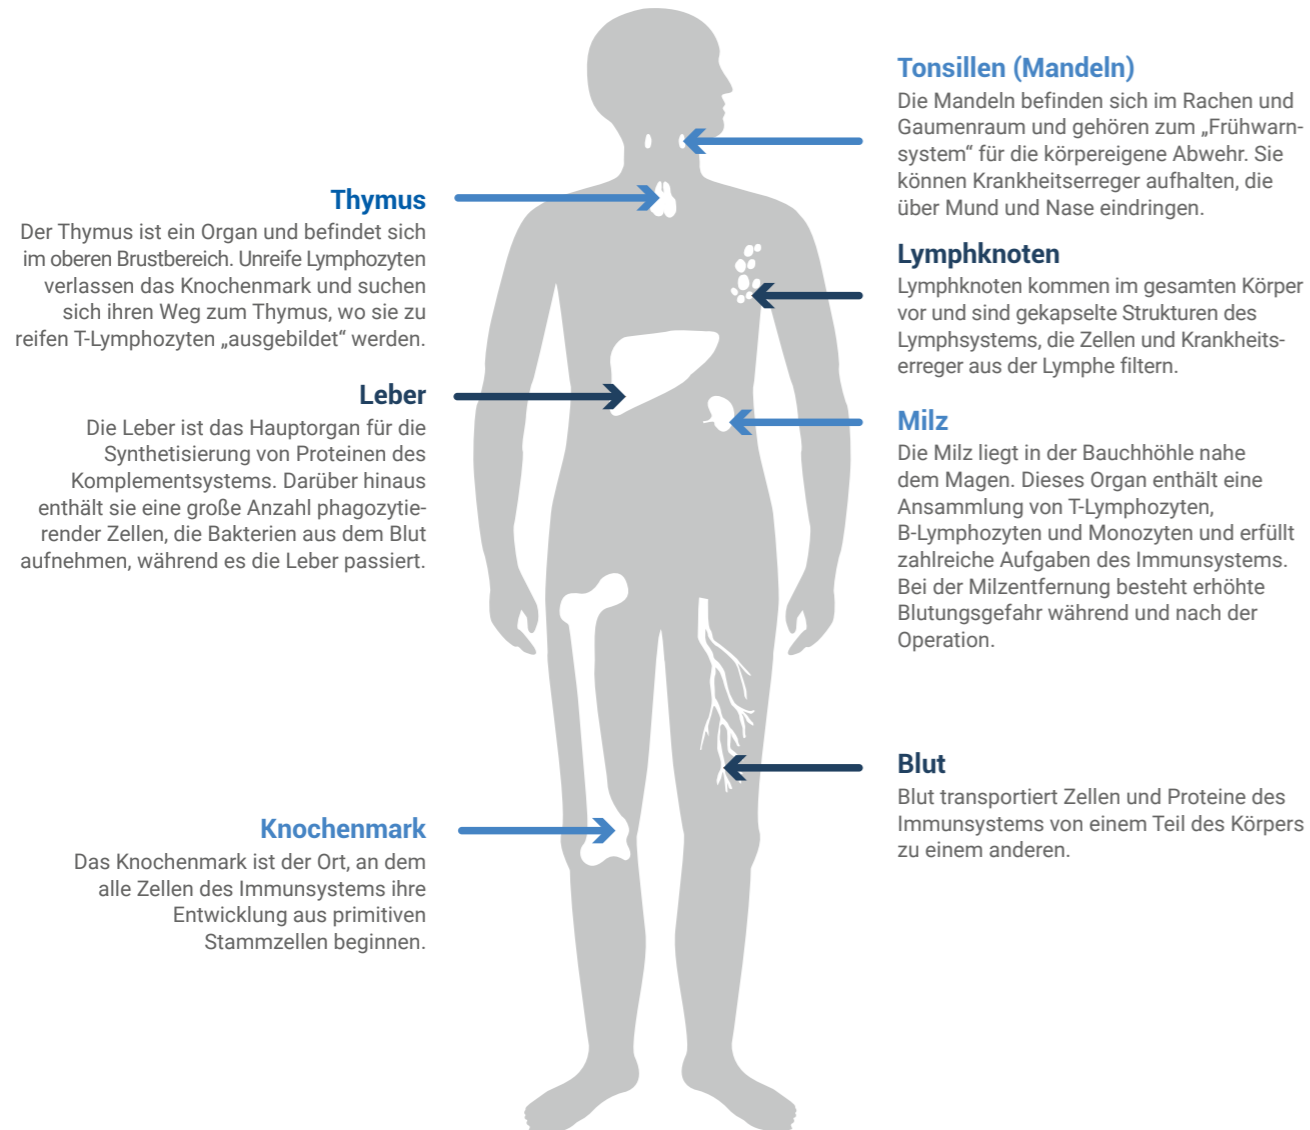 Thymus
Der Thymus ist ein Organ und befindet sich
im oberen Brustbereich. Unreife Lymphozyten
verlassen das Knochenmark und suchen
sich ihren Weg zum Thymus, wo sie zu
reifen T-Lymphozyten „ausgebildet“ werden.
Leber
Die Leber ist das Hauptorgan für die
Synthetisierung von Proteinen des
Komplementsystems. Darüber hinaus
enthält sie eine große Anzahl phagozytie-
render Zellen, die Bakterien aus dem Blut
aufnehmen, während es die Leber passiert.
Knochenmark
Das Knochenmark ist der Ort, an dem
alle Zellen des Immunsystems ihre
Entwicklung aus primitiven
Stammzellen beginnen.
Tonsillen (Mandeln)
Die Mandeln befinden sich im Rachen und
Gaumenraum und gehören zum „Frühwarn-
system“ für die körpereigene Abwehr. Sie
können Krankheitserreger aufhalten, die
über Mund und Nase eindringen.
Lymphknoten
Lymphknoten kommen im gesamten Körper
vor und sind gekapselte Strukturen des
Lymphsystems, die Zellen und Krankheits-
erreger aus der Lymphe filtern.
Milz
Die Milz liegt in der Bauchhöhle nahe
dem Magen. Dieses Organ enthält eine
Ansammlung von T-Lymphozyten,
B-Lymphozyten und Monozyten und erfüllt
zahlreiche Aufgaben des Immunsystems.
Bei der Milzentfernung besteht erhöhte
Blutungsgefahr während und nach der
Operation.
Blut
Blut transportiert Zellen und Proteine des
Immunsystems von einem Teil des Körpers
zu einem anderen.